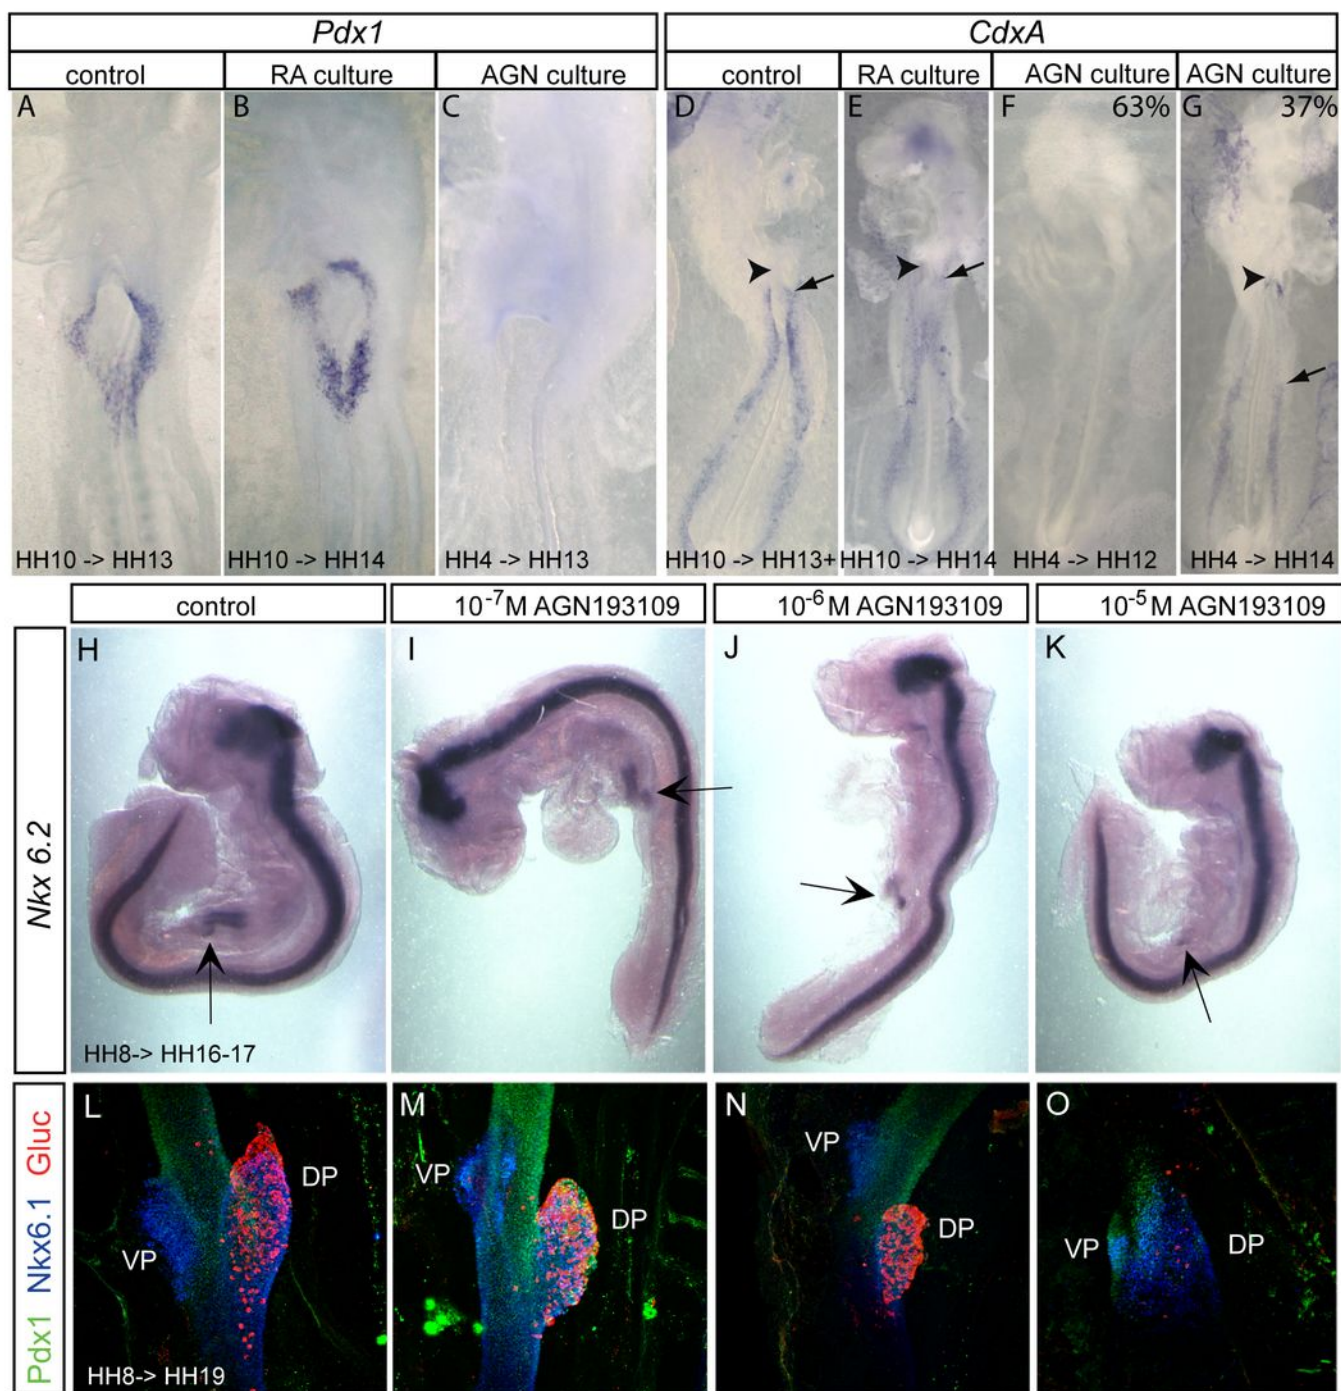 Pdx1 CdxA
control RA culture AGN culture control RA culture AGN culture AGN culture
A B C D E F 63% G 37%
HH10 -> HH13 HH10 -> HH14 HH4 -> HH13 HH10 -> HH13+ HH10 -> HH14 HH4 -> HH12 HH4 -> HH14
control 10-7M AGN193109 10-6M AGN193109 10-5M AGN193109
Nkx 6.2
H I J K
HH8-> HH16-17
Pdx1 Nkx6.1 Gluc
L M N O
VP DP VP DP VP DP VP DP
HH8-> HH19